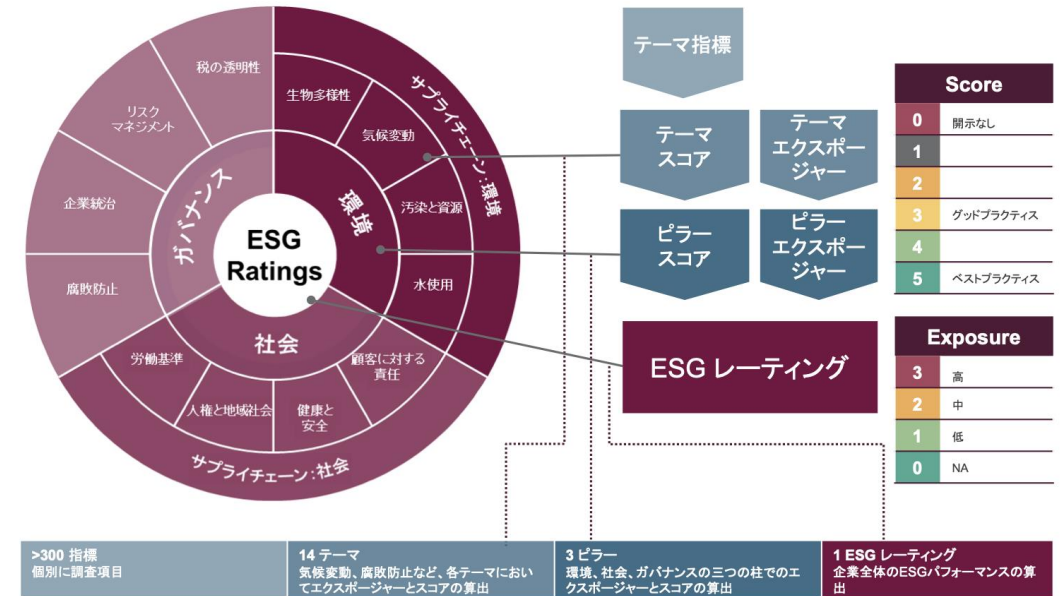 税の透明性
リスク
マネジメント
企業統治
腐敗防止
ガバナンス
ESG
Ratings
環境
生物多様性
気候変動
汚染と資源
水使用
サプライチェーン:環境
社会
労働基準
人権と地域社会
健康と
安全
顧客に対する
責任
サプライチェーン:社会
テーマ指標
テーマ
スコア
テーマ
エクスポー
ジャー
ピラー
スコア
ピラー
エクスポー
ジャー
ESG レーティング
Score
0 開示なし
1
2
3 グッドプラクティス
4
5 ベストプラクティス
Exposure
3 高
2 中
1 低
0 NA
>300 指標
個別に調査項目
14 テーマ
気候変動、腐敗防止など、各テーマにおい
てエクスポージャーとスコアの算出
3 ピラー
環境、社会、ガバナンスの三つの柱でのエ
クスポージャーとスコアの算出
1 ESG レーティング
企業全体のESGパフォーマンスの算
出